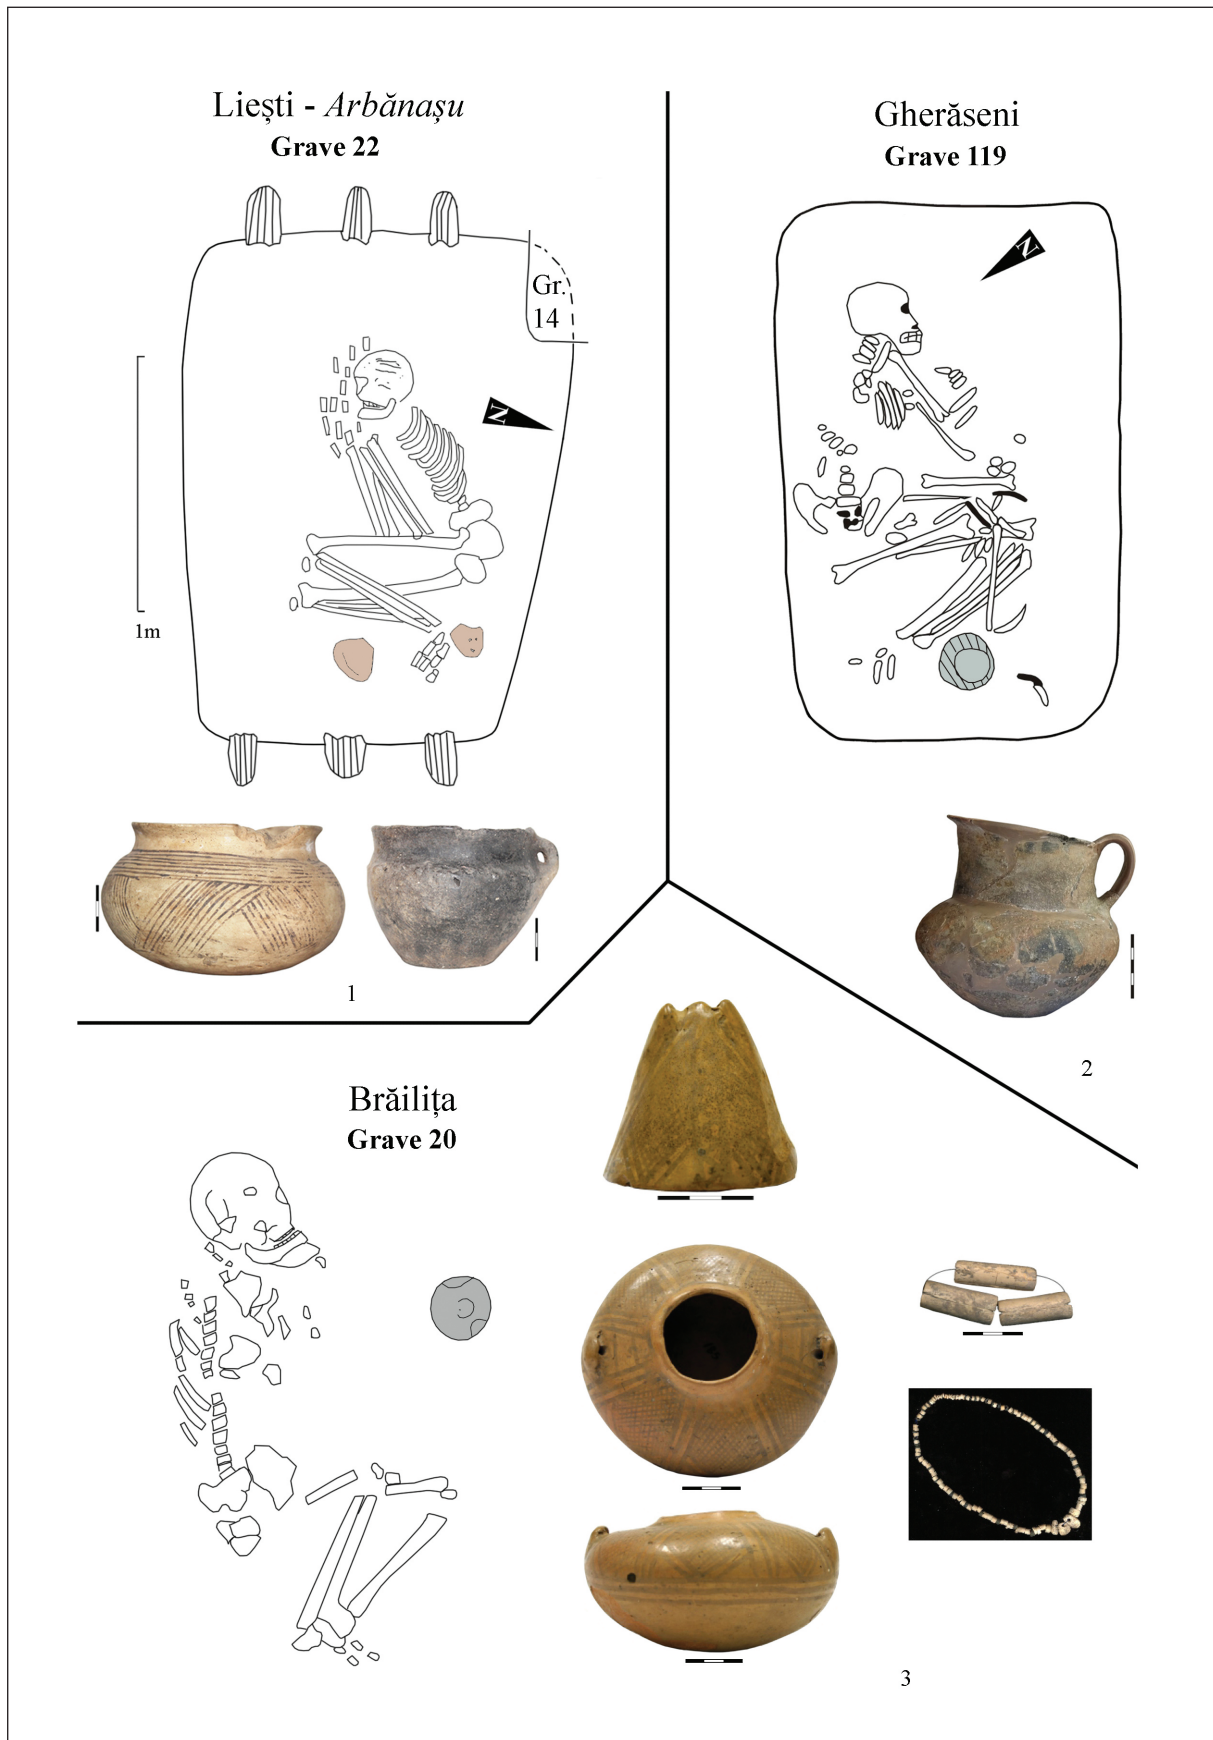 Liești - Arbănașu
Grave 22
Gr.
14
N
1m
1
Gherăseni
Grave 119
N
2
Brăilița
Grave 20
3